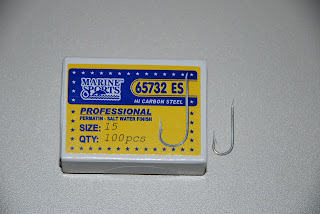 MARINE SPORTS
65732 ES
HI CARBON STEEL
PROFESSIONAL
PERMATIN - SALT WATER FINISH
SIZE: 15
QTY: 100pcs